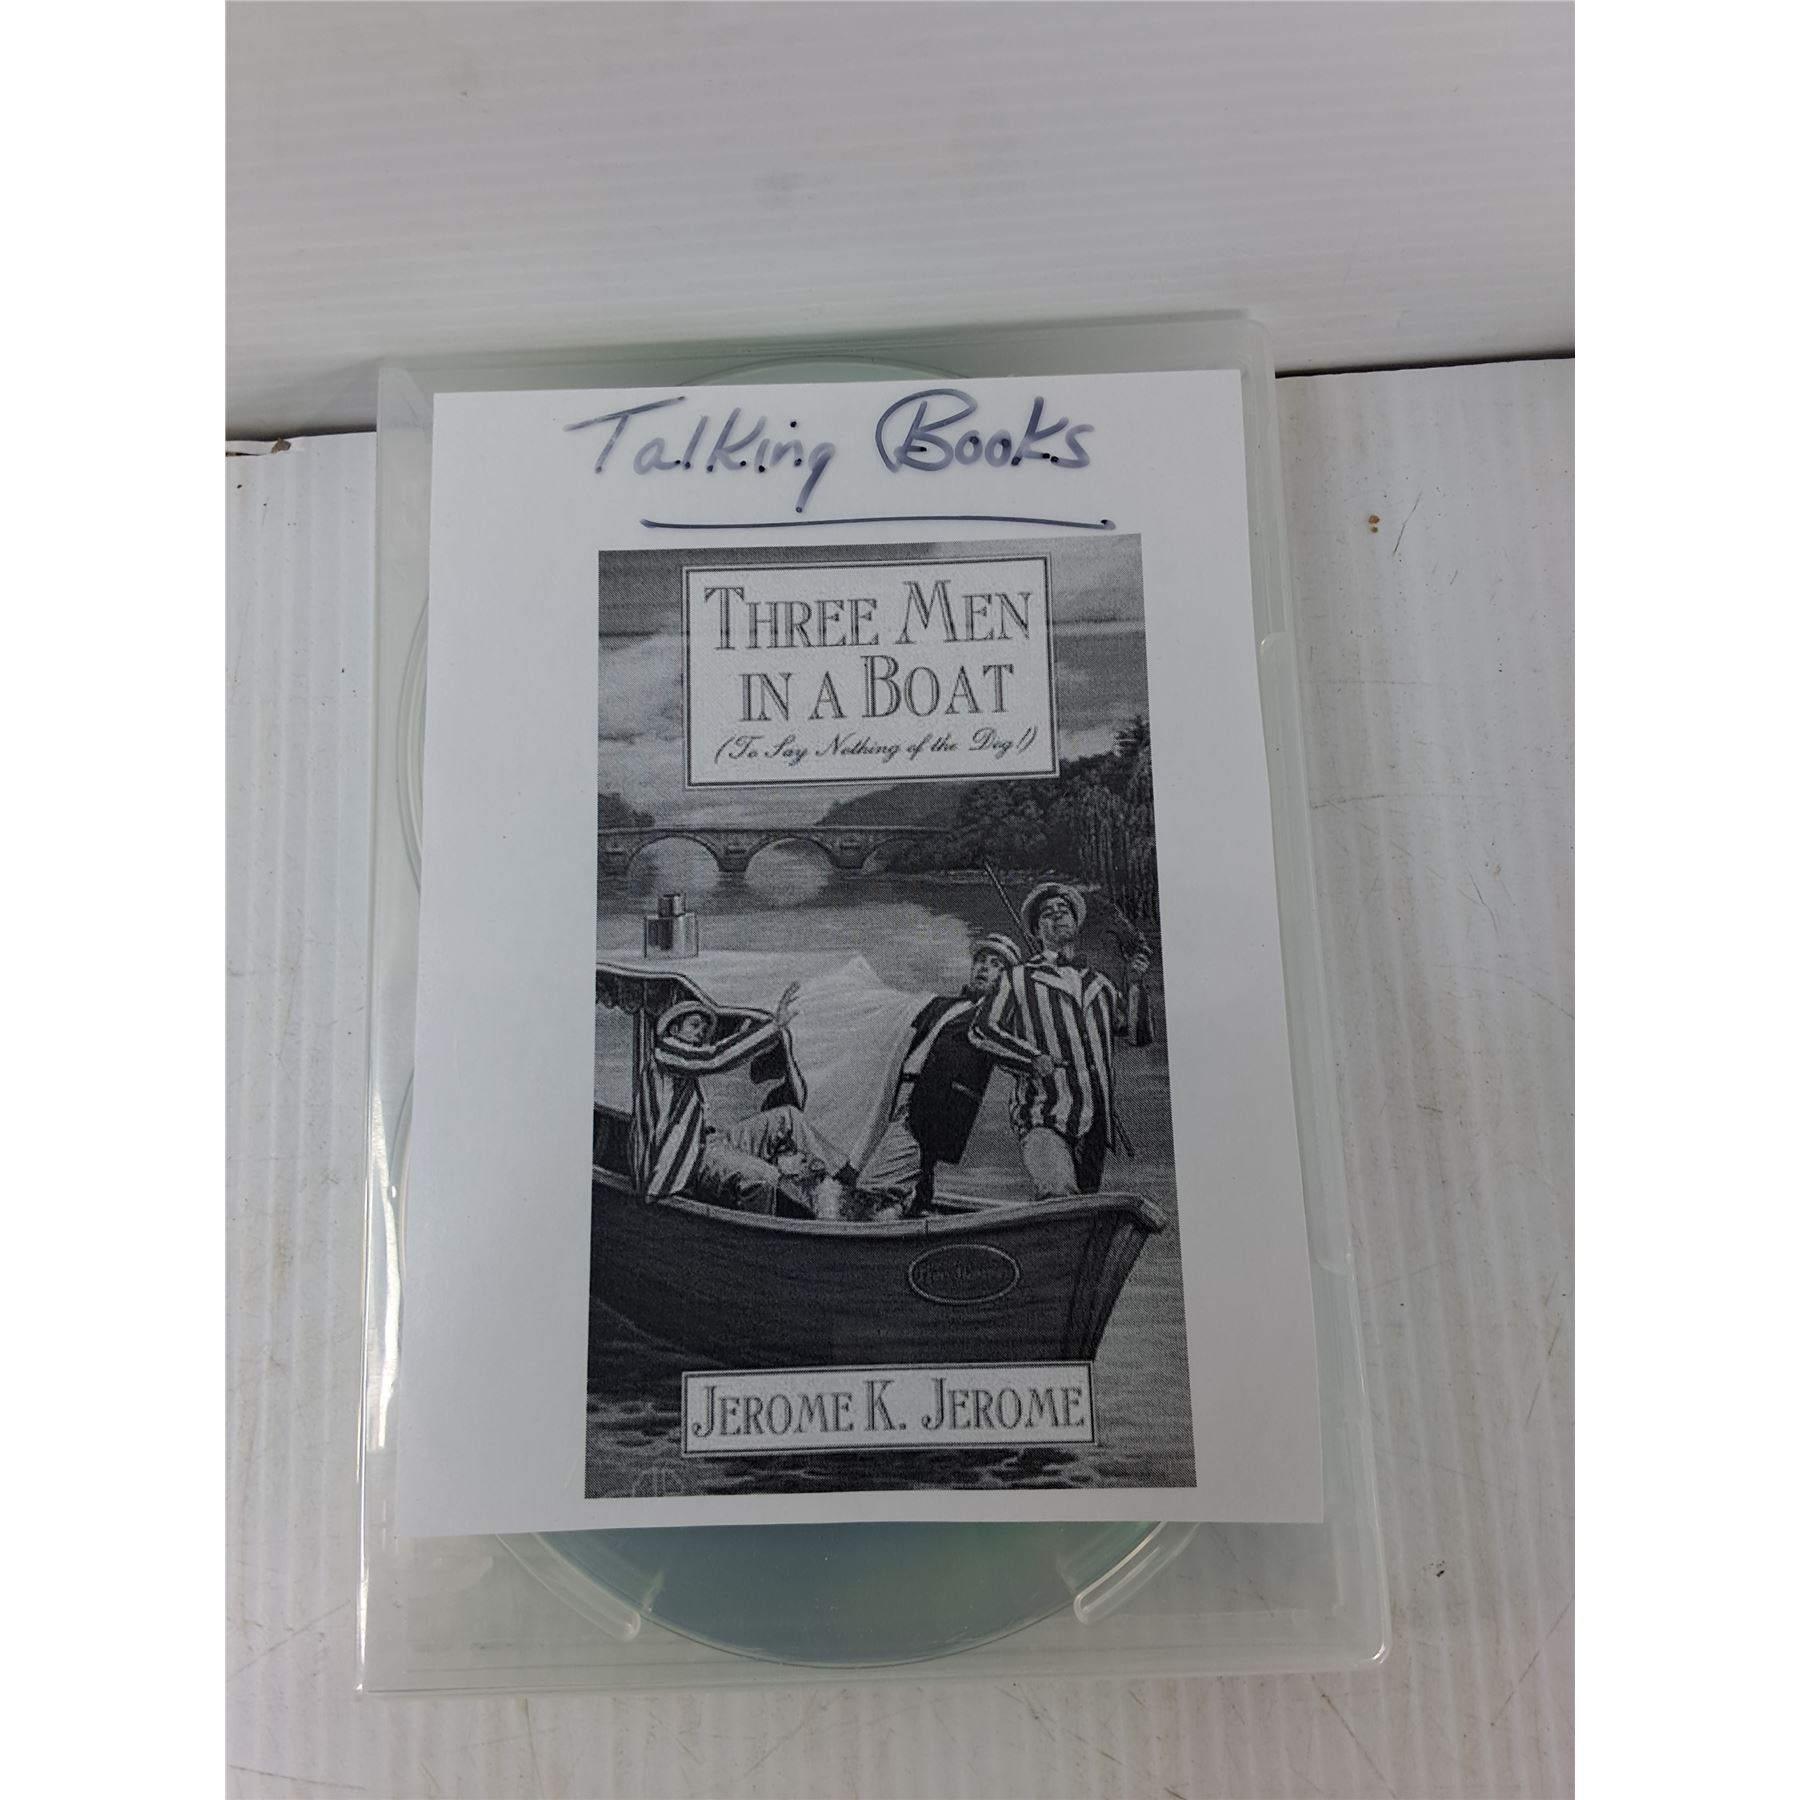 Talking Books
THREE MEN
IN A BOAT
(To Say Nothing of the Dog!)
JEROME K. JEROME